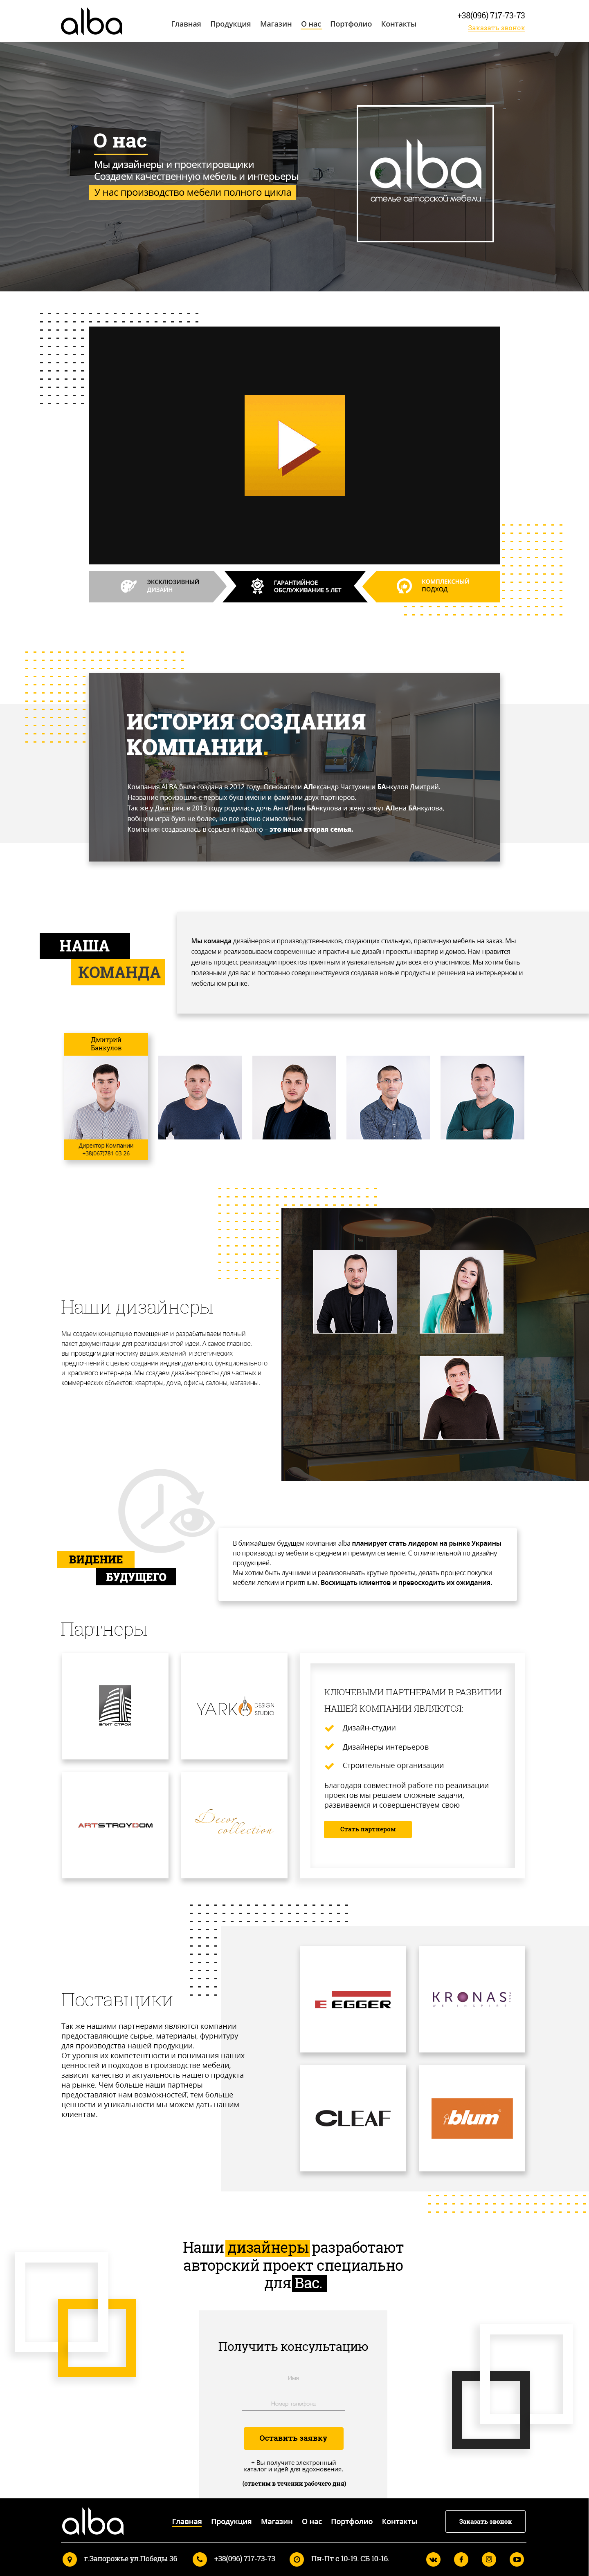 alba
Главная Продукция Магазин О нас Портфолио Контакты
+38(096) 717-73-73
Заказать звонок
О нас
Мы дизайнеры и проектировщики
Создаем качественную мебель и интерьеры
У нас производство мебели полного цикла
alba
ателье авторской мебели
ЭКСКЛЮЗИВНЫЙ
ДИЗАЙН
ГАРАНТИЙНОЕ
ОБСЛУЖИВАНИЕ 5 ЛЕТ
КОМПЛЕКСНЫЙ
ПОДХОД
ИСТОРИЯ СОЗДАНИЯ
КОМПАНИИ.
Компания ALBA была создана в 2012 году. Основатели АЛександр Частухин и БАнкулов Дмитрий.
Название произошло с первых букв имени и фамилии двух партнеров.
Так же у Дмитрия, в 2013 году родилась дочь АнгеЛина БАнкулова и жену зовут АЛена БАнкулова,
вобщем игра букв не более, но все равно символично.
Компания создавалась в серьез и надолго – это наша вторая семья.
НАША
КОМАНДА
Мы команда дизайнеров и производственников, создающих стильную, практичную мебель на заказ. Мы
создаем и реализовываем современные и практичные дизайн-проекты квартир и домов. Нам нравится
делать процесс реализации проектов приятным и увлекательным для всех его участников. Мы хотим быть
полезными для вас и постоянно совершенствуемся создавая новые продукты и решения на интерьерном и
мебельном рынке.
Дмитрий
Банкулов
Директор Компании
+38(067)781-03-26
Наши дизайнеры
Мы создаем концепцию помещения и разрабатываем полный
пакет документации для реализации этой идеи. А самое главное,
вы проводим диагностику ваших желаний и эстетических
предпочтений с целью создания индивидуального, функционального
и красивого интерьера. Мы создаем дизайн-проекты для частных и
коммерческих объектов: квартиры, дома, офисы, салоны, магазины.
ВИДЕНИЕ
БУДУЩЕГО
В ближайшем будущем компания alba планирует стать лидером на рынке Украины
по производству мебели в среднем и премиум сегменте. С отличительной по дизайну
продукцией.
Мы хотим быть лучшими и реализовывать крутые проекты, делать процесс покупки
мебели легким и приятным. Восхищать клиентов и превосходить их ожидания.
Партнеры
ЭЛИТ СТРОЙ
YARKO DESIGN STUDIO
ARTSTROYDOM
Decor collection
КЛЮЧЕВЫМИ ПАРТНЕРАМИ В РАЗВИТИИ
НАШЕЙ КОМПАНИИ ЯВЛЯЮТСЯ:
Дизайн-студии
Дизайнеры интерьеров
Строительные организации
Благодаря совместной работе по реализации
проектов мы решаем сложные задачи,
развиваемся и совершенствуем свою
Стать партнером
EGGER
KRONAS
WE INSPIRE
CLEAF
blum
Поставщики
Так же нашими партнерами являются компании
предоставляющие сырье, материалы, фурнитуру
для производства нашей продукции.
От уровня их компетентности и понимания наших
ценностей и подходов в производстве мебели,
зависит качество и актуальность нашего продукта
на рынке. Чем больше наши партнеры
предоставляют нам возможностей, тем больше
ценности и уникальности мы можем дать нашим
клиентам.
Наши дизайнеры разработают
авторский проект специально
для Вас.
Получить консультацию
Имя
Номер телефона
Оставить заявку
+ Вы получите электронный
каталог и идей для вдохновения.
(ответим в течении рабочего дня)
alba
Главная Продукция Магазин О нас Портфолио Контакты
Заказать звонок
г.Запорожье ул.Победы 36
+38(096) 717-73-73
Пн-Пт с 10-19. СБ 10-16.